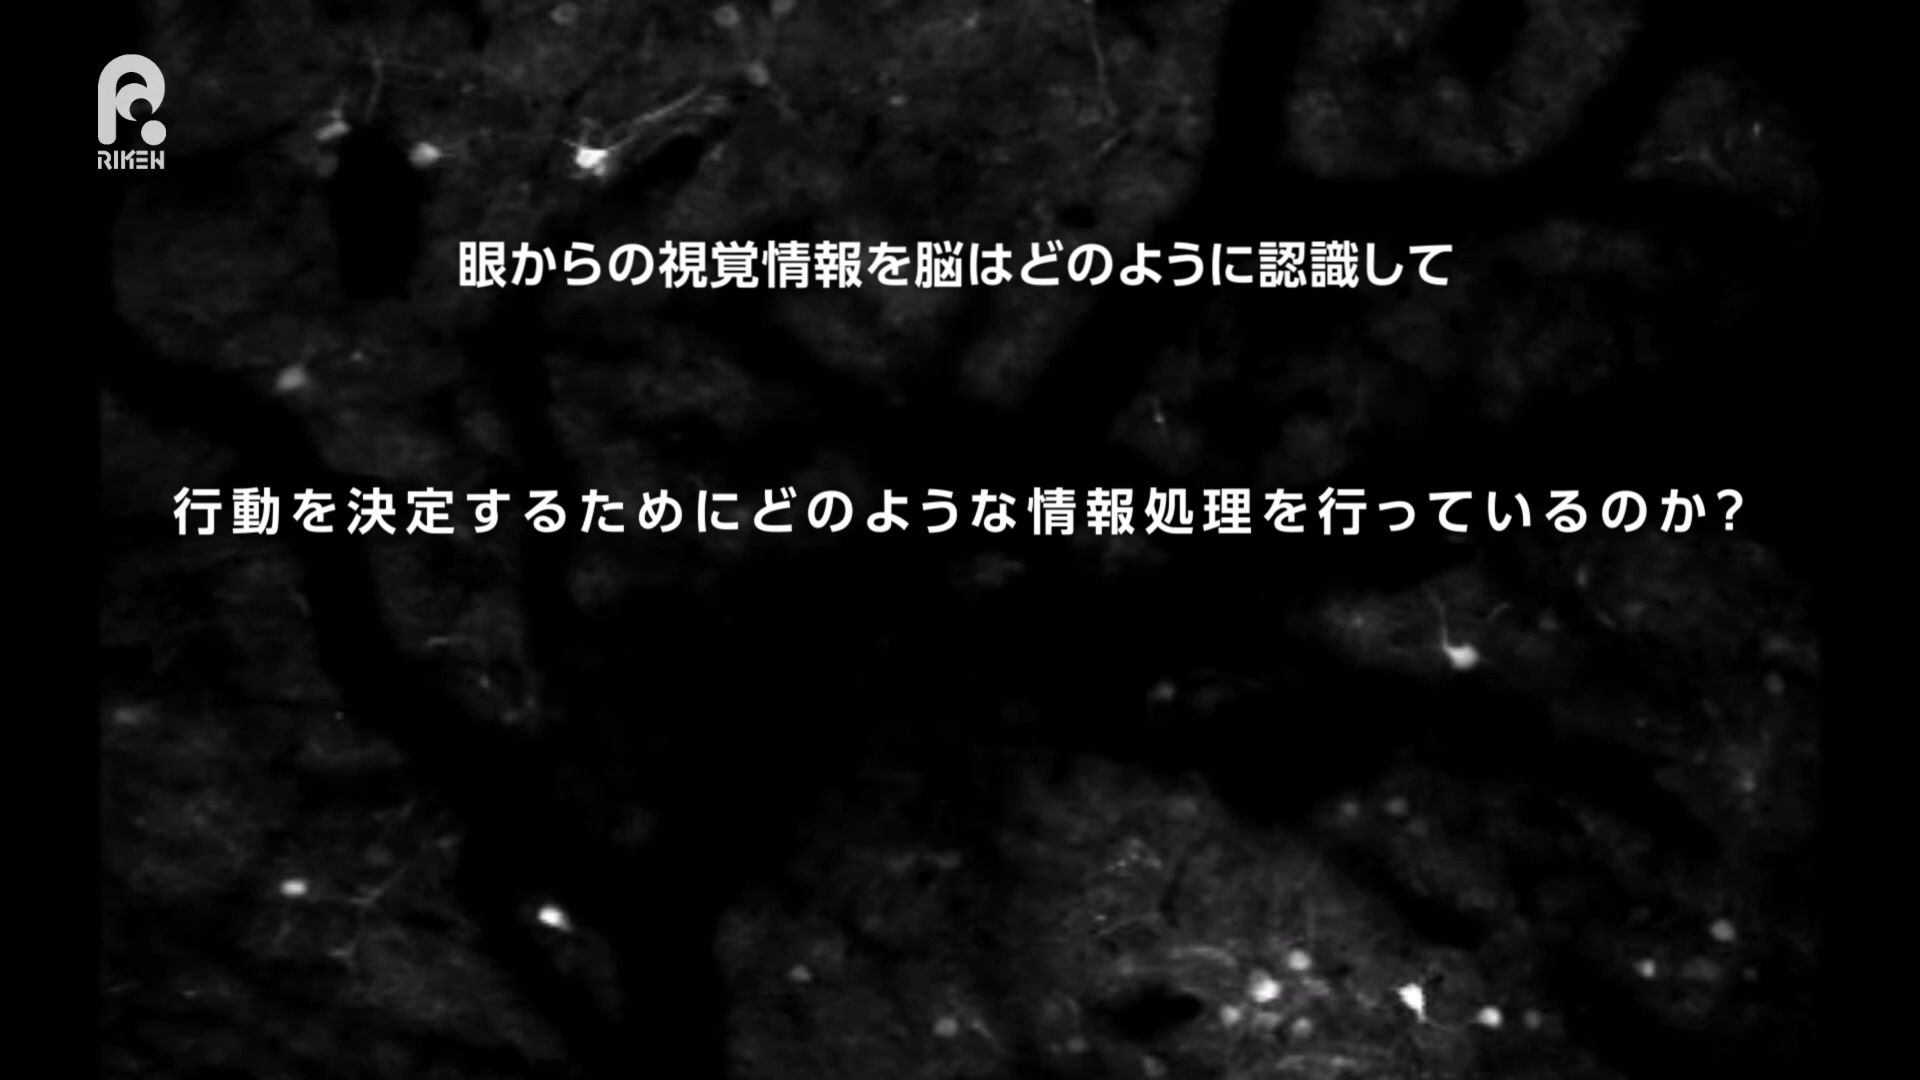 RIKEN
眼からの視覚情報を脳はどのように認識して
行動を決定するためにどのような情報処理を行っているのか?